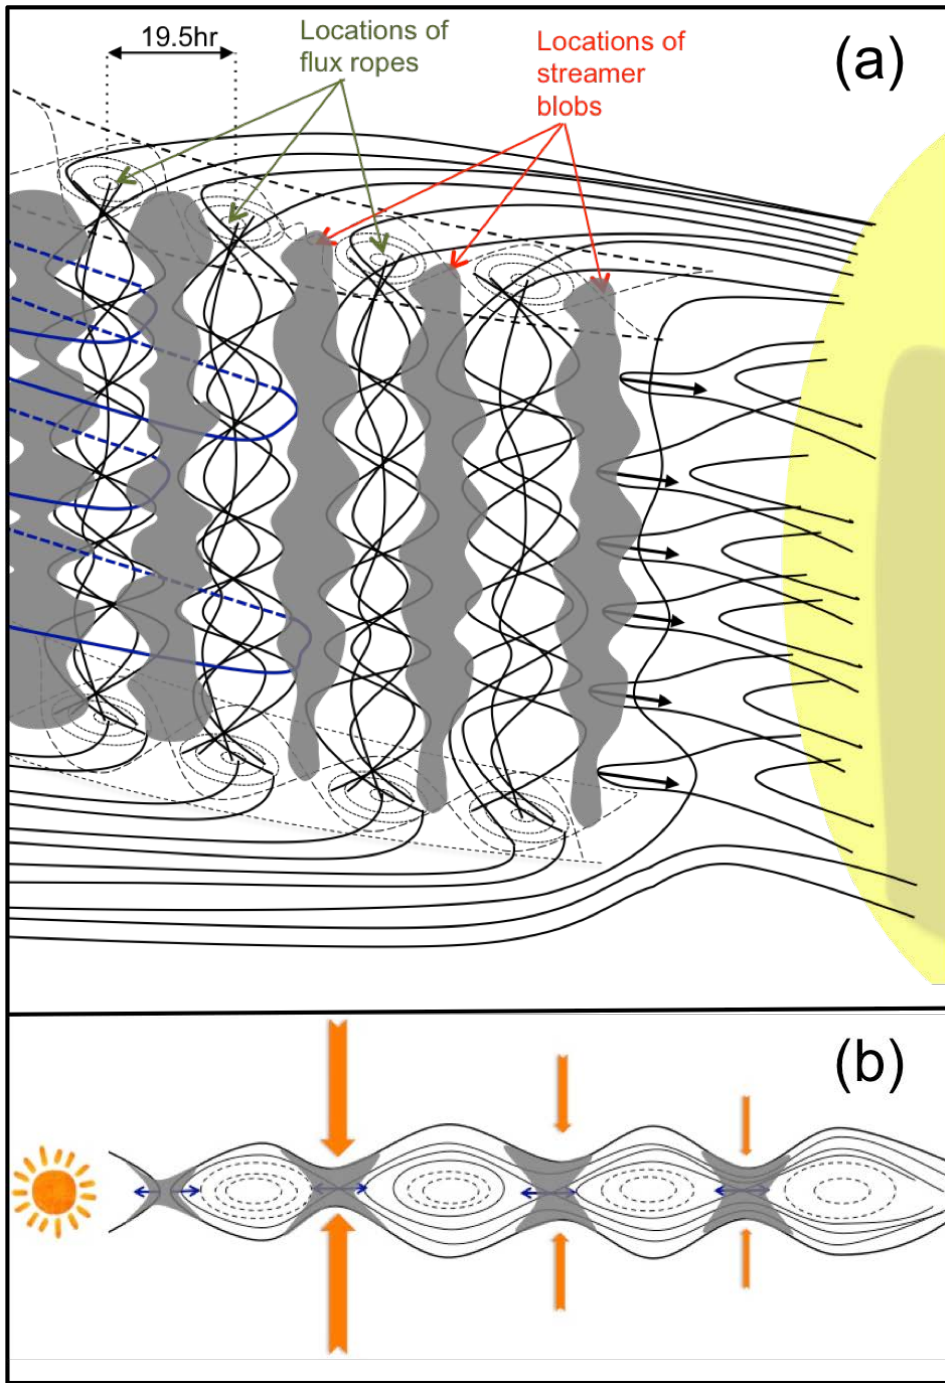 19.5hr
Locations of
flux ropes
Locations of
streamer
blobs
(a)
(b)